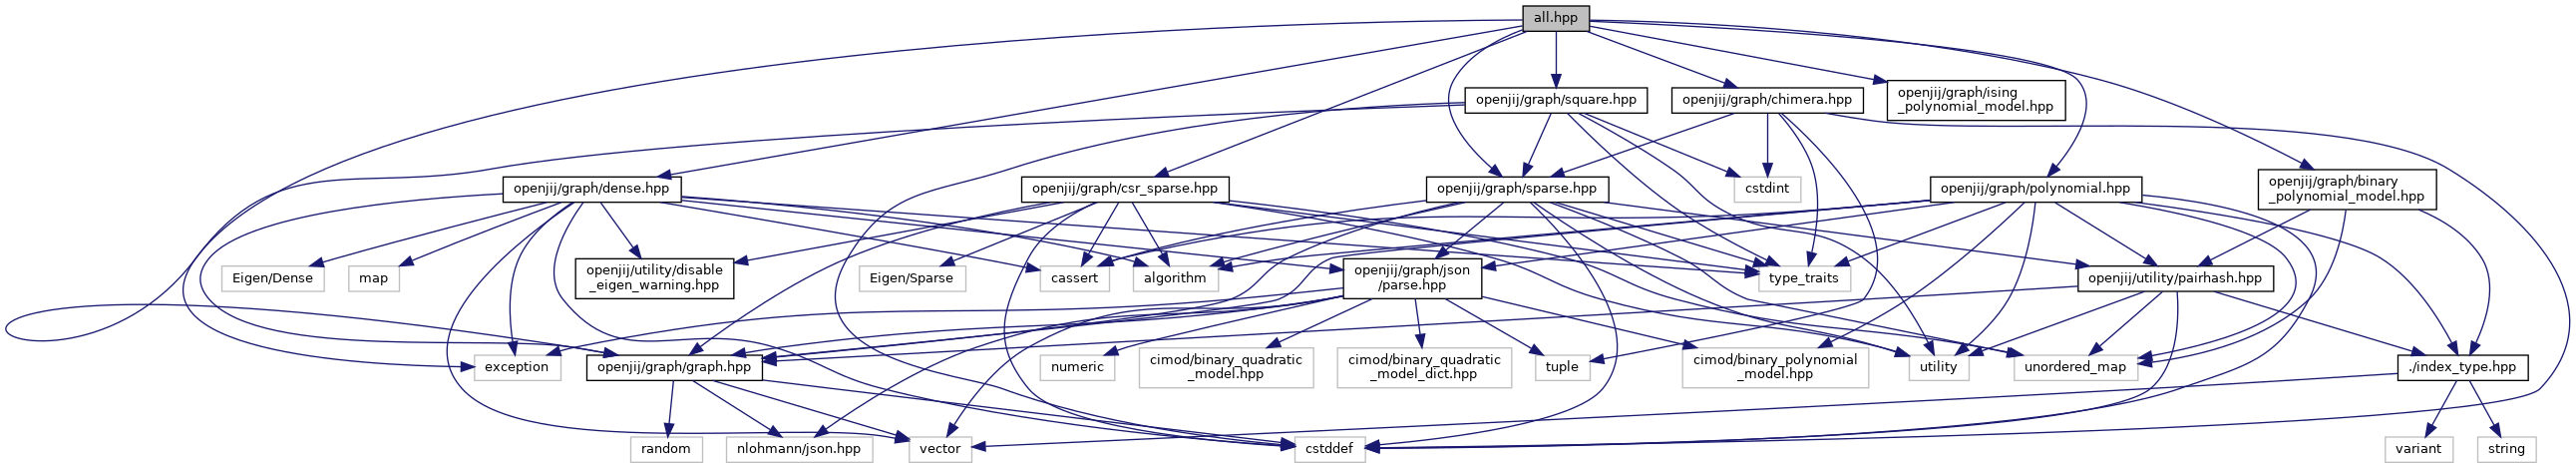 all.hpp
openjij/graph/square.hpp
openjij/graph/chimera.hpp
openjij/graph/ising
_polynomial_model.hpp
openjij/graph/dense.hpp
openjij/graph/csr_sparse.hpp
openjij/graph/sparse.hpp
cstdint
openjij/graph/polynomial.hpp
openjij/graph/binary
_polynomial_model.hpp
Eigen/Dense
map
openjij/utility/disable
_eigen_warning.hpp
Eigen/Sparse
cassert
algorithm
openjij/graph/json
/parse.hpp
type_traits
openjij/utility/pairhash.hpp
exception
openjij/graph/graph.hpp
numeric
cimod/binary_quadratic
_model.hpp
cimod/binary_quadratic
_model_dict.hpp
tuple
cimod/binary_polynomial
_model.hpp
utility
unordered_map
./index_type.hpp
random
nlohmann/json.hpp
vector
cstddef
variant
string